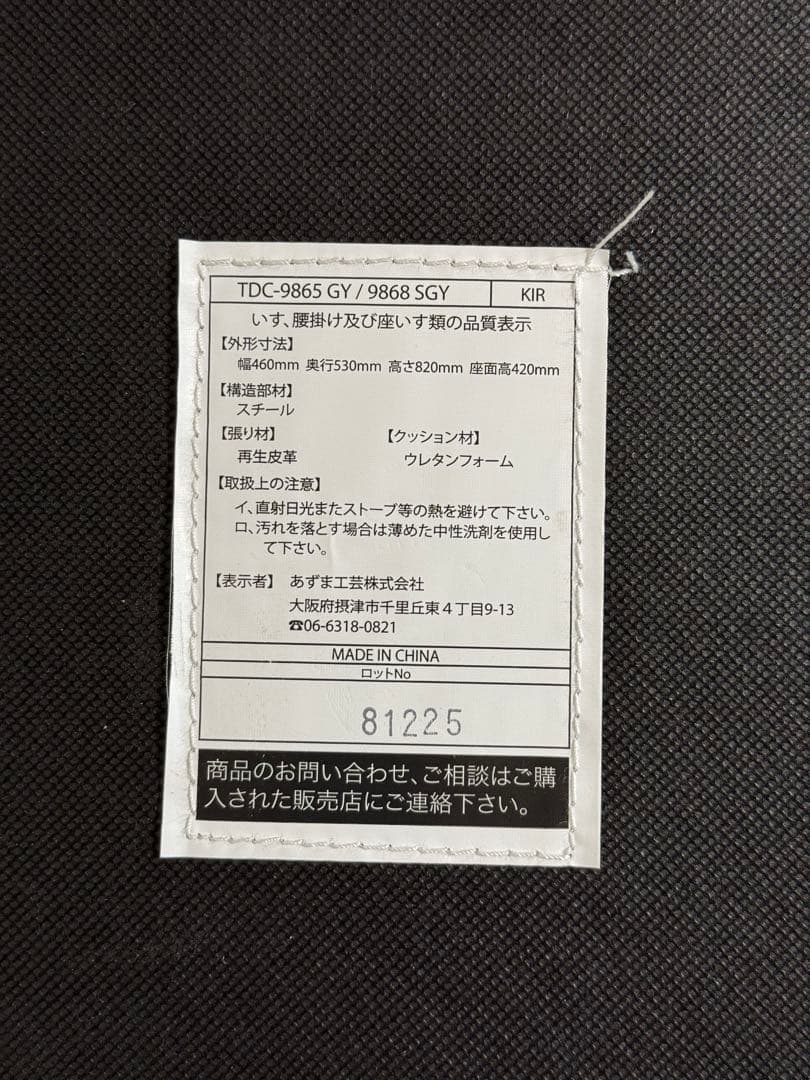 TDC-9865 GY / 9868 SGY KIR
いす、腰掛け及び座いす類の品質表示
【外形寸法】
幅460mm 奥行530mm 高さ820mm 座面高420mm
【構造部材】
スチール
【張り材】 【クッション材】
再生皮革 ウレタンフォーム
【取扱上の注意】
イ、直射日光またストーブ等の熱を避けて下さい。
ロ、汚れを落とす場合は薄めた中性洗剤を使用し
て下さい。
【表示者】 あずま工芸株式会社
大阪府摂津市千里丘東４丁目9-13
☎06-6318-0821
MADE IN CHINA
ロットNo
81225
商品のお問い合わせ、ご相談はご購
入された販売店にご連絡下さい。